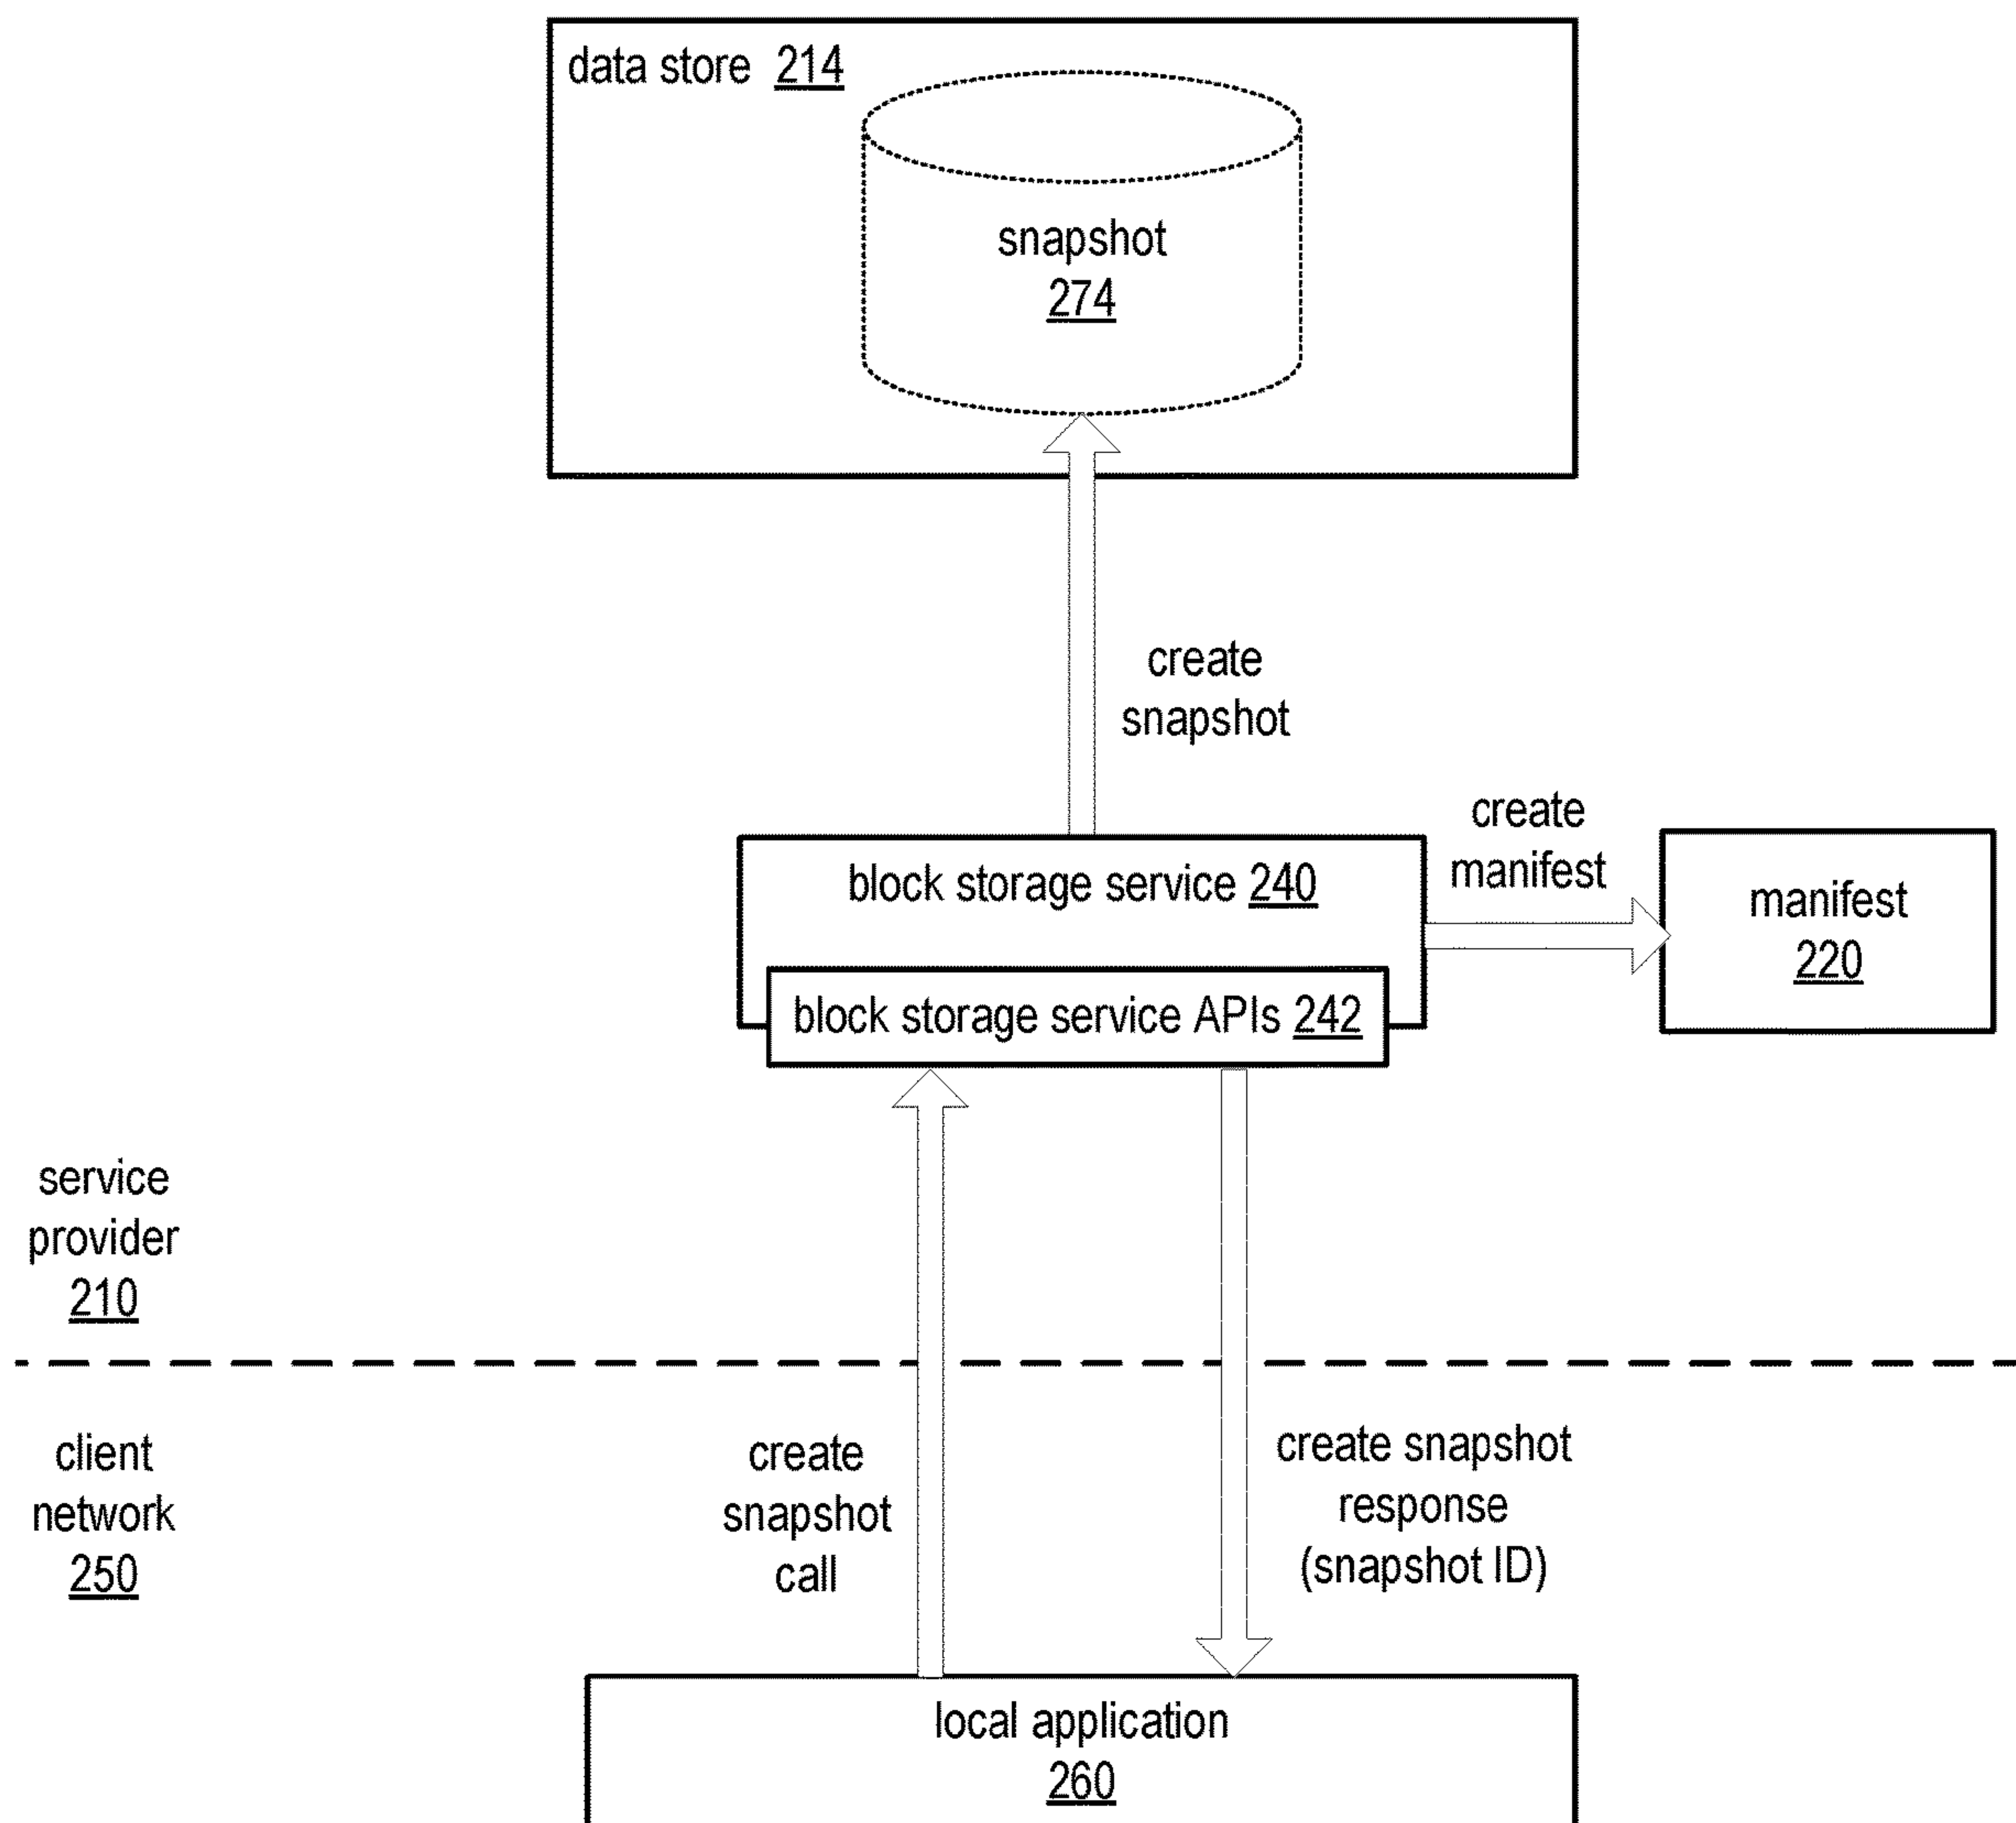 data store 214
snapshot
274
create
snapshot
create
manifest
block storage service 240
manifest
220
block storage service APIs 242
service
provider
210
client
network
250
create
snapshot
call
create snapshot
response
(snapshot ID)
local application
260